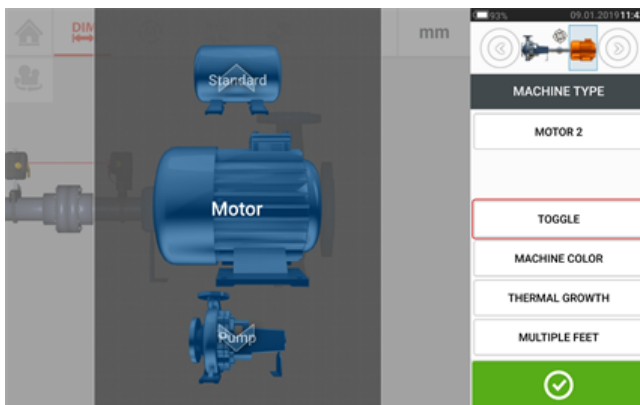 93% 09.01.2019 11:4
DIM
mm
Standard
Motor
Pump
MACHINE TYPE
MOTOR 2
TOGGLE
MACHINE COLOR
THERMAL GROWTH
MULTIPLE FEET